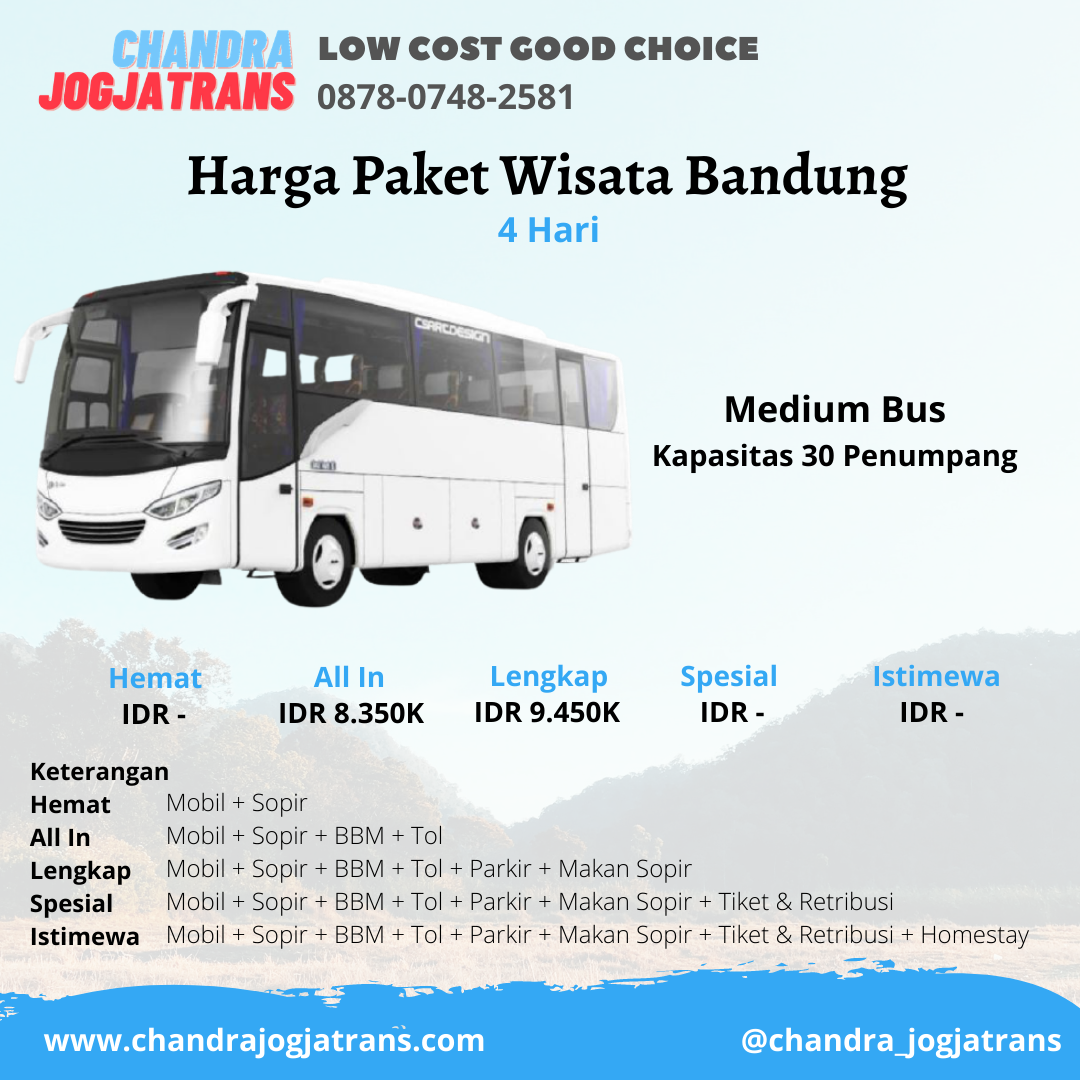 CHANDRA
JOGJATRANS
LOW COST GOOD CHOICE
0878-0748-2581
Harga Paket Wisata Bandung
4 Hari
CSARTDESIGN
Medium Bus
Kapasitas 30 Penumpang
Hemat All In Lengkap Spesial Istimewa
IDR - IDR 8.350K IDR 9.450K IDR - IDR -
Keterangan
Hemat Mobil + Sopir
All In Mobil + Sopir + BBM + Tol
Lengkap Mobil + Sopir + BBM + Tol + Parkir + Makan Sopir
Spesial Mobil + Sopir + BBM + Tol + Parkir + Makan Sopir + Tiket & Retribusi
Istimewa Mobil + Sopir + BBM + Tol + Parkir + Makan Sopir + Tiket & Retribusi + Homestay
www.chandrajogjatrans.com
@chandra_jogjatrans